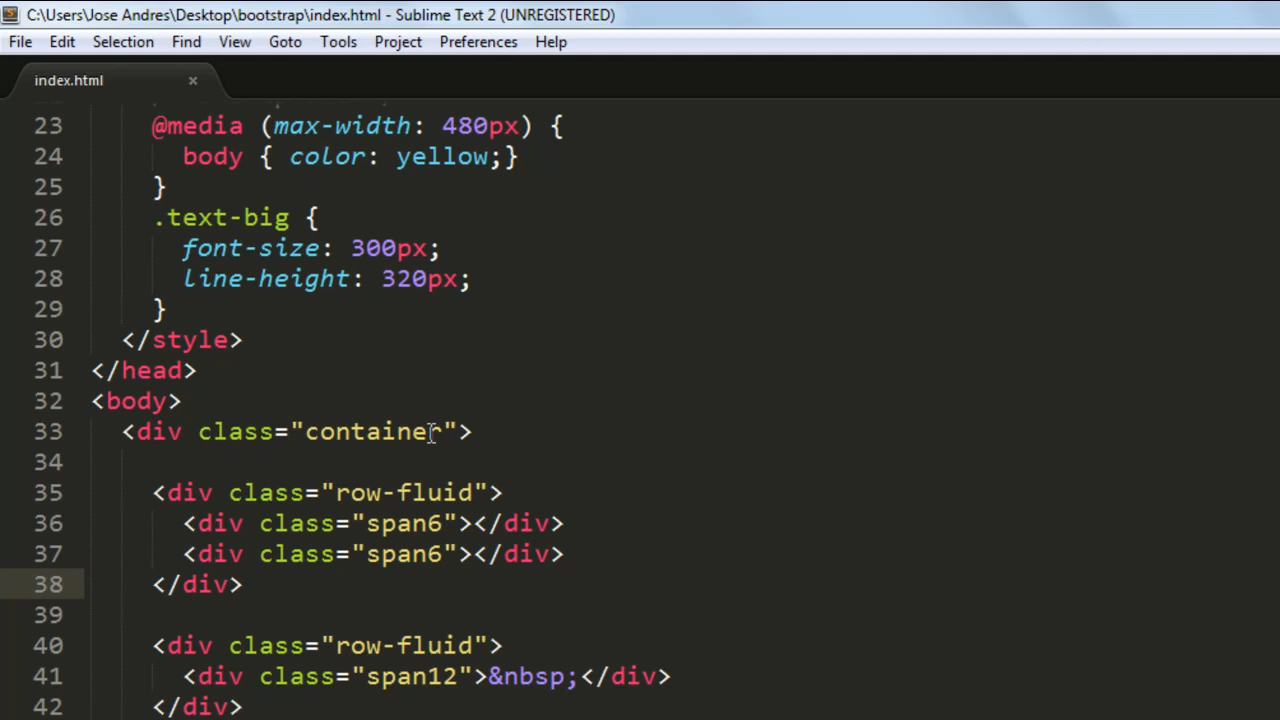 C:\Users\Jose Andres\Desktop\bootstrap\index.html - Sublime Text 2 (UNREGISTERED)
File Edit Selection Find View Goto Tools Project Preferences Help
index.html ×
23 @media (max-width: 480px) {
24 body { color: yellow;}
25 }
26 .text-big {
27 font-size: 300px;
28 line-height: 320px;
29 }
30 </style>
31 </head>
32 <body>
33 <div class="container">
34
35 <div class="row-fluid">
36 <div class="span6"></div>
37 <div class="span6"></div>
38 </div>
39
40 <div class="row-fluid">
41 <div class="span12">&nbsp;</div>
42 </div>